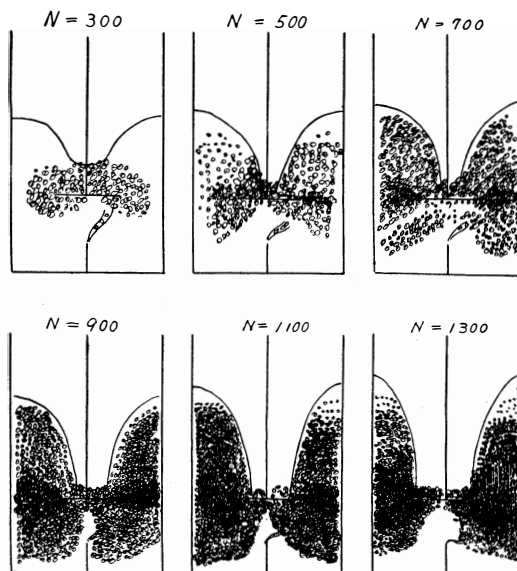 N = 300
N = 500
N = 700
N = 900
N = 1100
N = 1300